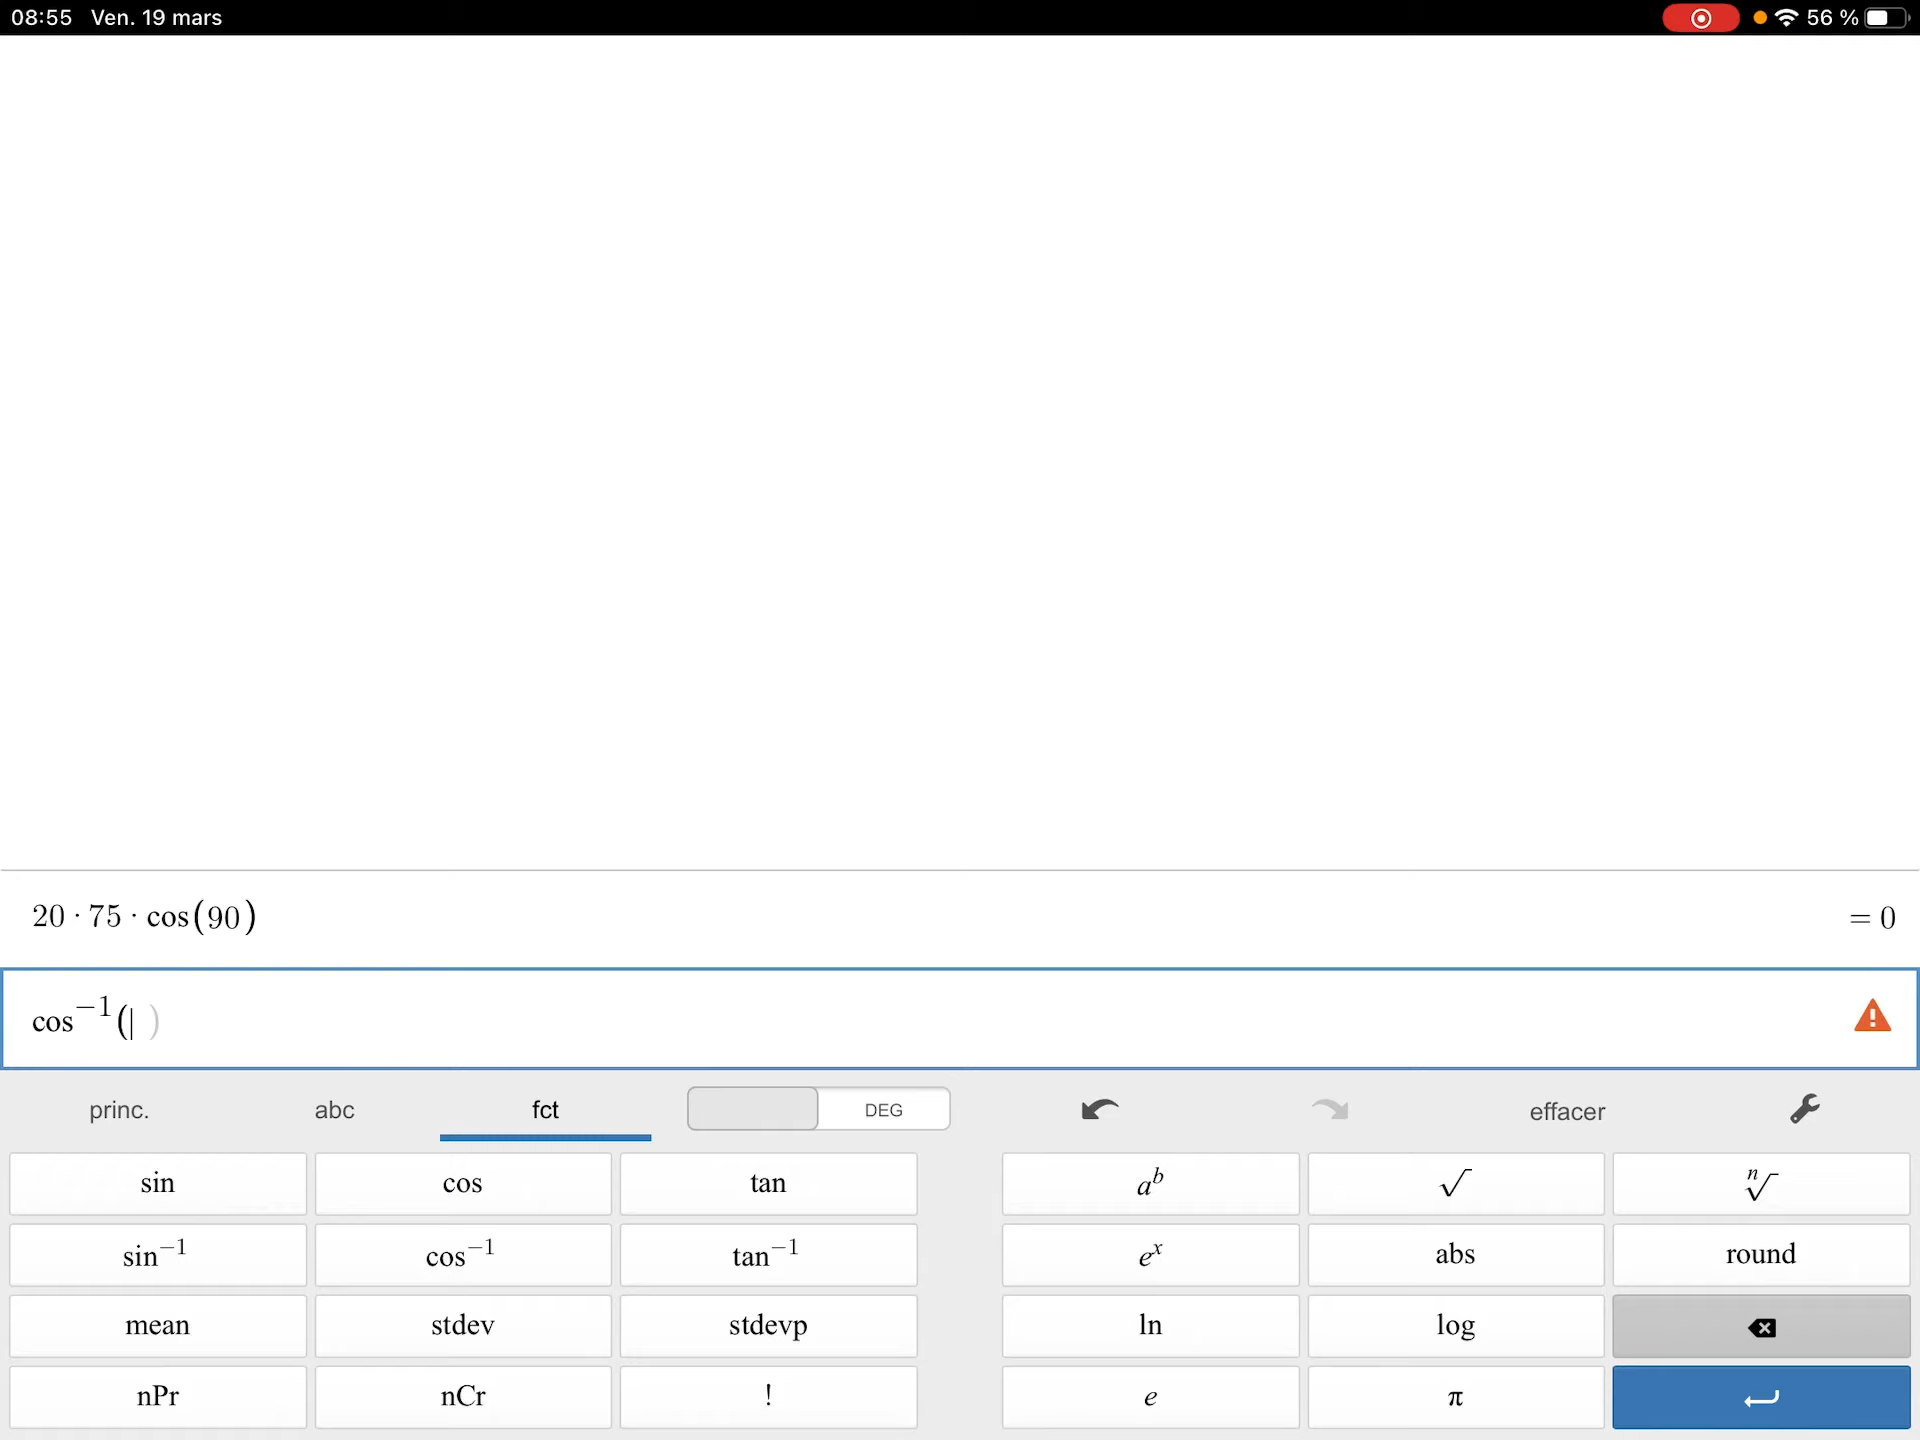 08:55 Ven. 19 mars 56 %
20 · 75 · cos(90) = 0
cos⁻¹( )
princ. abc fct DEG effacer
sin cos tan aᵇ √ ⁿ√
sin⁻¹ cos⁻¹ tan⁻¹ eˣ abs round
mean stdev stdevp ln log
nPr nCr ! e π